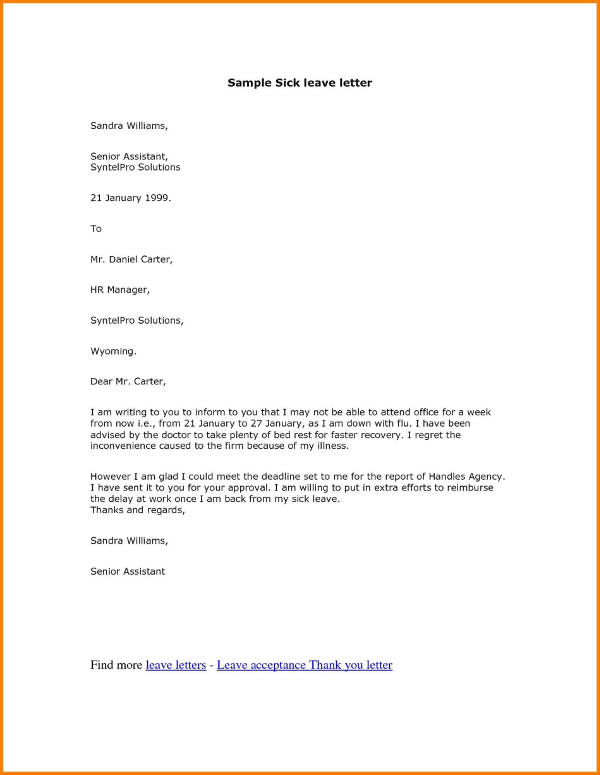 Sample Sick leave letter
Sandra Williams,
Senior Assistant,
SyntelPro Solutions
21 January 1999.
To
Mr. Daniel Carter,
HR Manager,
SyntelPro Solutions,
Wyoming.
Dear Mr. Carter,
I am writing to you to inform to you that I may not be able to attend office for a week
from now i.e., from 21 January to 27 January, as I am down with flu. I have been
advised by the doctor to take plenty of bed rest for faster recovery. I regret the
inconvenience caused to the firm because of my illness.
However I am glad I could meet the deadline set to me for the report of Handles Agency.
I have sent it to you for your approval. I am willing to put in extra efforts to reimburse
the delay at work once I am back from my sick leave.
Thanks and regards,
Sandra Williams,
Senior Assistant
Find more leave letters - Leave acceptance Thank you letter